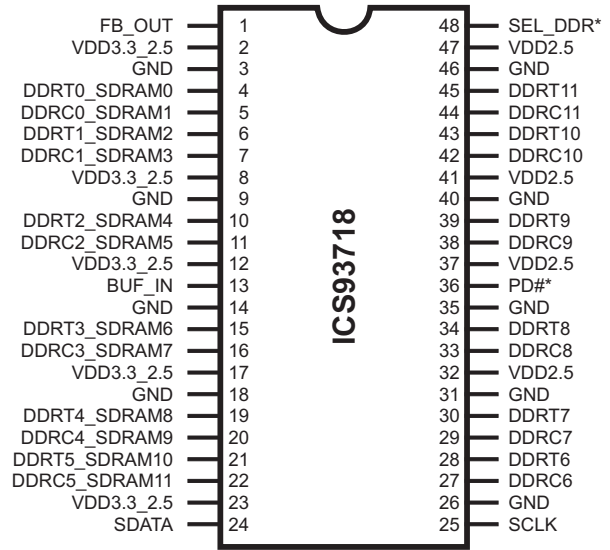 FB_OUT 1 48 SEL_DDR*
VDD3.3_2.5 2 47 VDD2.5
GND 3 46 GND
DDRT0_SDRAM0 4 45 DDRT11
DDRC0_SDRAM1 5 44 DDRC11
DDRT1_SDRAM2 6 43 DDRT10
DDRC1_SDRAM3 7 42 DDRC10
VDD3.3_2.5 8 41 VDD2.5
GND 9 40 GND
DDRT2_SDRAM4 10 39 DDRT9
DDRC2_SDRAM5 11 38 DDRC9
VDD3.3_2.5 12 37 VDD2.5
BUF_IN 13 36 PD#*
GND 14 35 GND
DDRT3_SDRAM6 15 34 DDRT8
DDRC3_SDRAM7 16 33 DDRC8
VDD3.3_2.5 17 32 VDD2.5
GND 18 31 GND
DDRT4_SDRAM8 19 30 DDRT7
DDRC4_SDRAM9 20 29 DDRC7
DDRT5_SDRAM10 21 28 DDRT6
DDRC5_SDRAM11 22 27 DDRC6
VDD3.3_2.5 23 26 GND
SDATA 24 25 SCLK
ICS93718